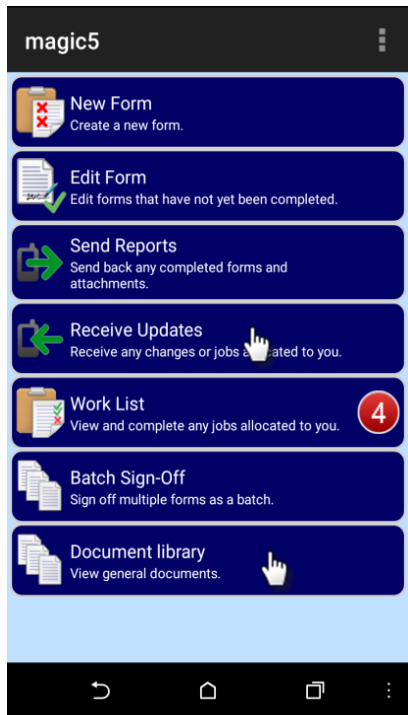 magic5
New Form
Create a new form.
Edit Form
Edit forms that have not yet been completed.
Send Reports
Send back any completed forms and
attachments.
Receive Updates
Receive any changes or jobs to you.
Work List
View and complete any jobs allocated to you.
4
Batch Sign-Off
Sign off multiple forms as a batch.
Document library
View general documents.